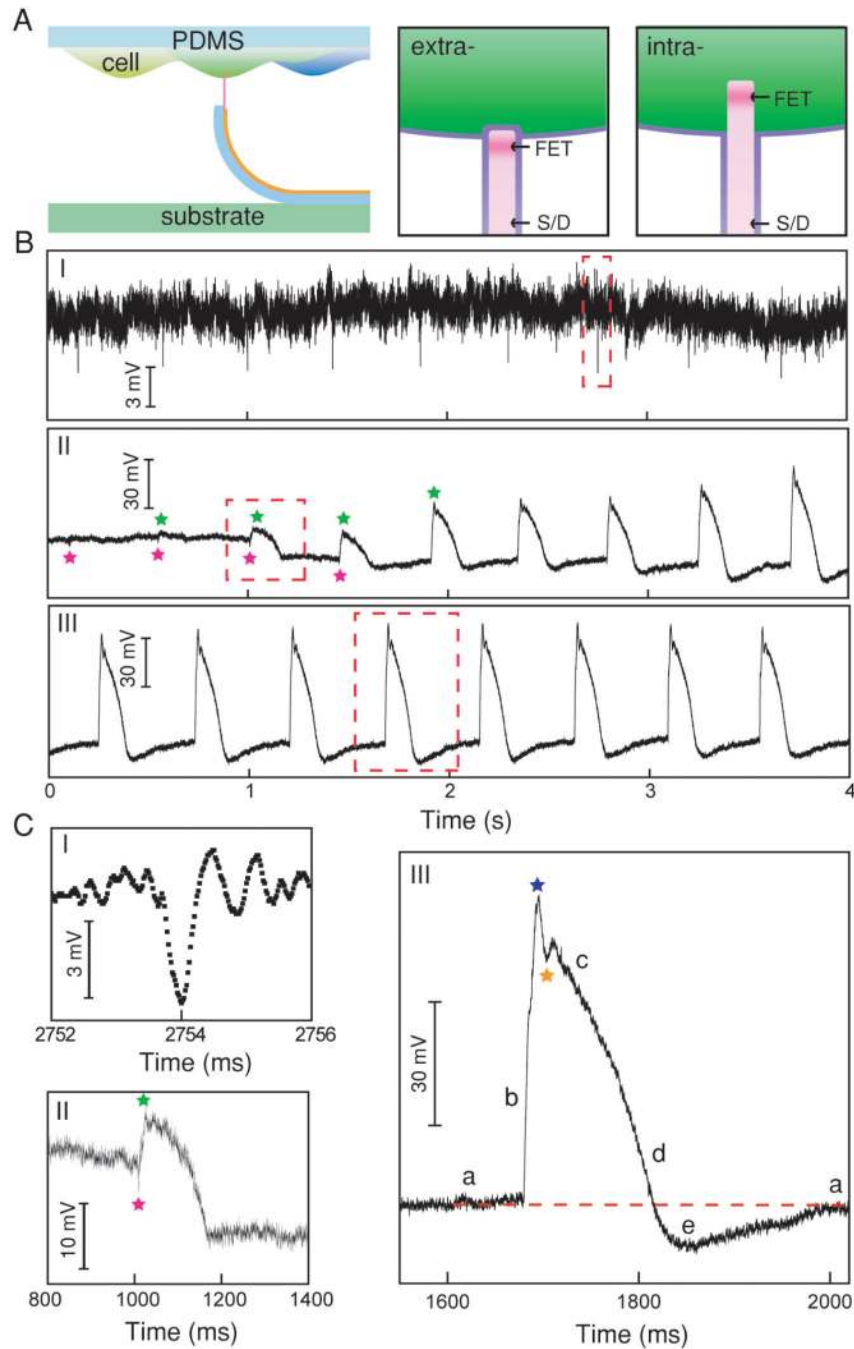 A
PDMS
cell
substrate
extra-
FET
S/D
intra-
FET
S/D
B
I
3 mV
II
30 mV
III
30 mV
0 1 2 3 4
Time (s)
C
I
3 mV
2752 2754 2756
Time (ms)
II
10 mV
800 1000 1200 1400
Time (ms)
III
30 mV
a
b
c
d
e
a
1600 1800 2000
Time (ms)